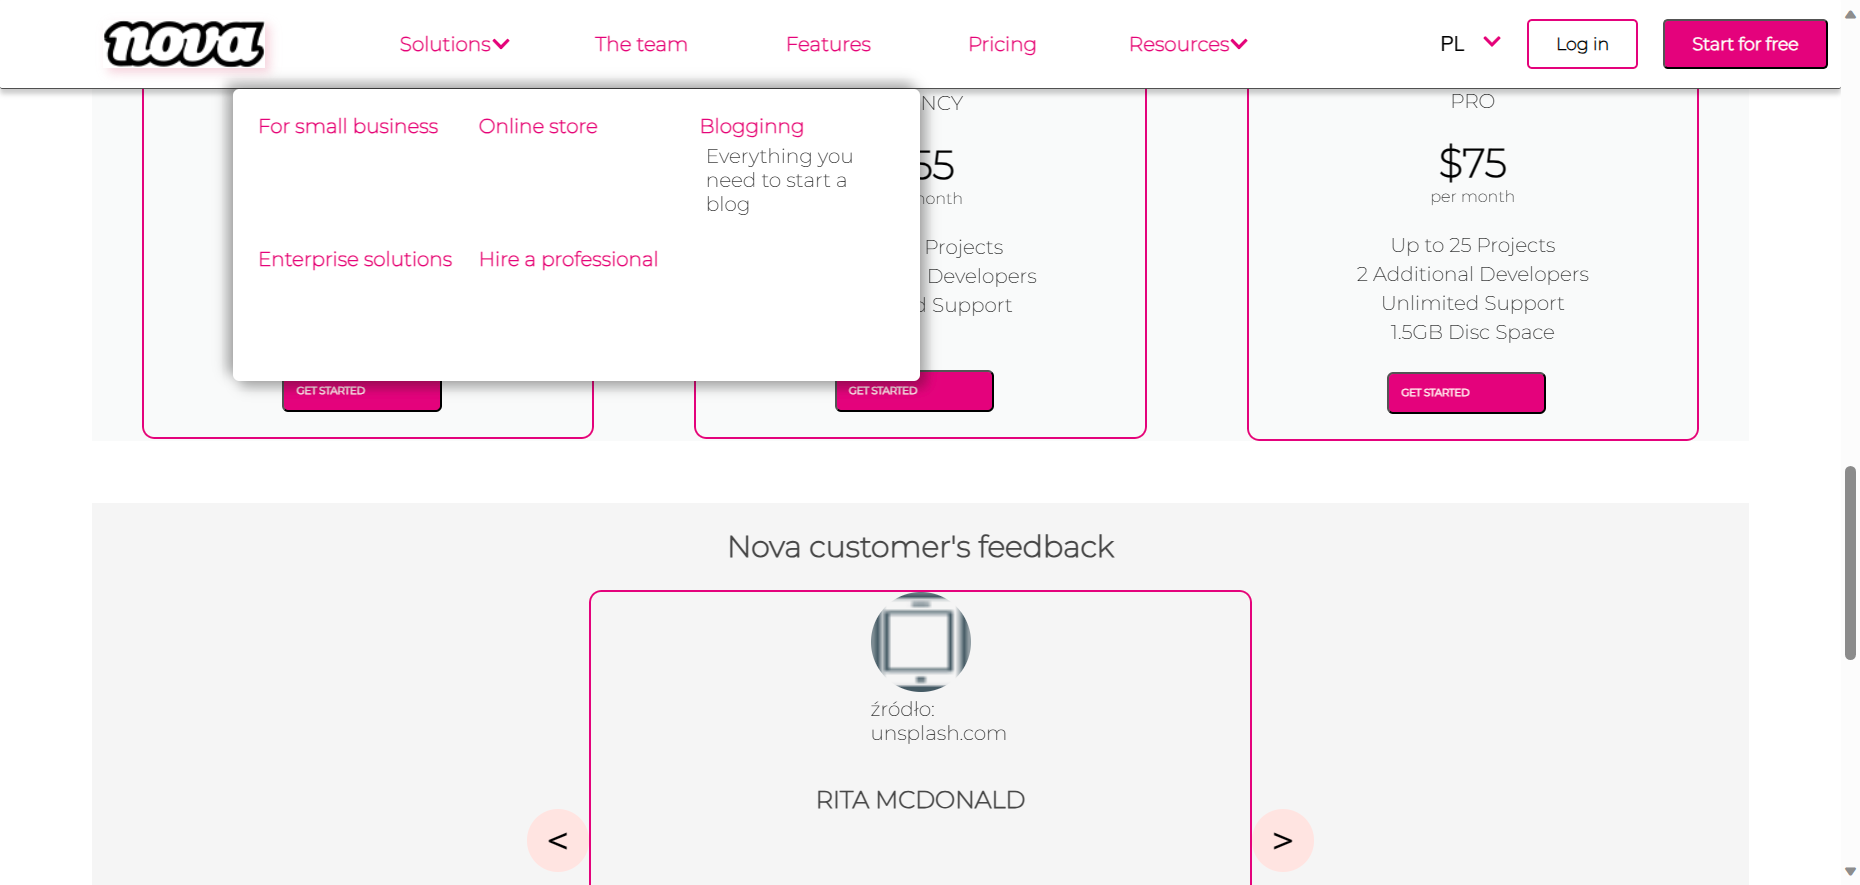 nova
Solutions
The team
Features
Pricing
Resources
PL
Log in
Start for free
For small business
Online store
Blogginng
Everything you
need to start a
blog
Enterprise solutions
Hire a professional
NCY
55
onth
Projects
Developers
d Support
GET STARTED
GET STARTED
PRO
$75
per month
Up to 25 Projects
2 Additional Developers
Unlimited Support
1.5GB Disc Space
GET STARTED
Nova customer's feedback
źródło:
unsplash.com
RITA MCDONALD
<
>